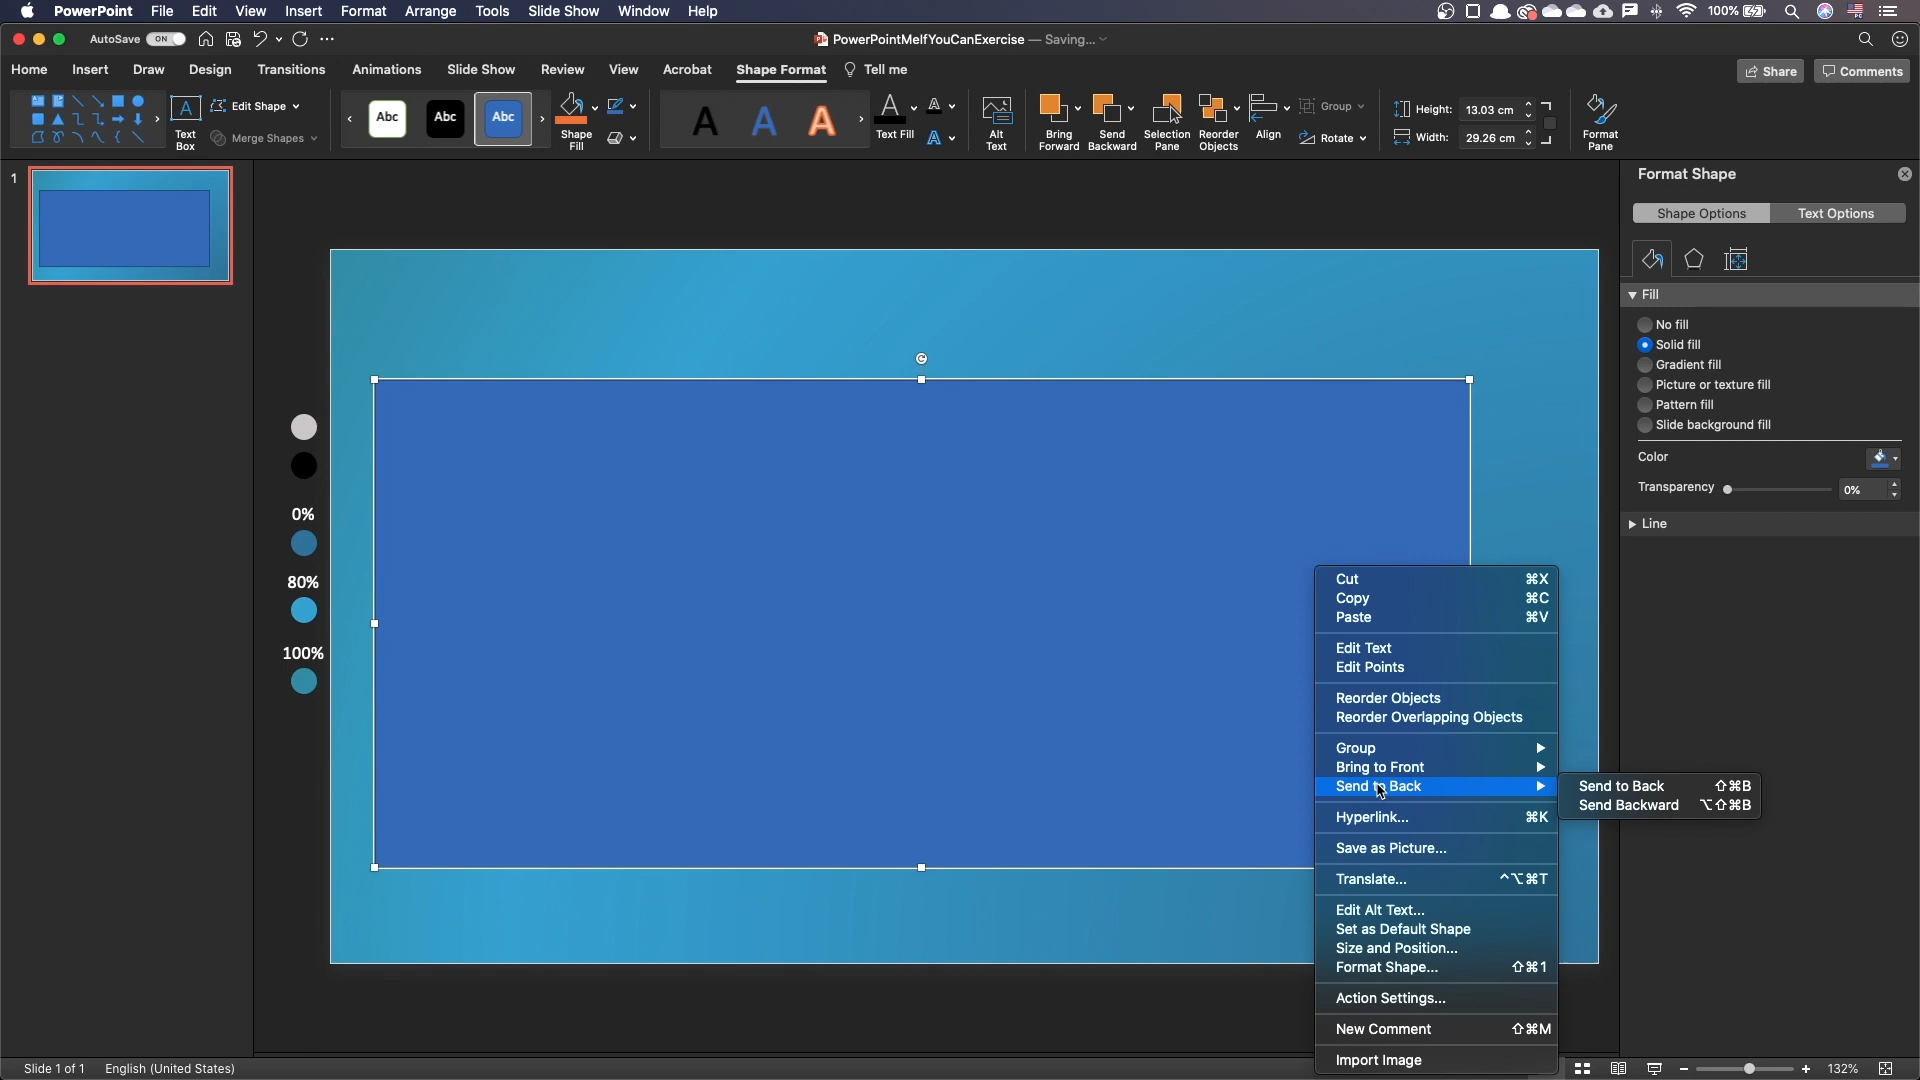 PowerPoint File Edit View Insert Format Arrange Tools Slide Show Window Help 100%
AutoSave ON PowerPointMeIfYouCanExercise — Saving...
Home Insert Draw Design Transitions Animations Slide Show Review View Acrobat Shape Format Tell me Share Comments
Text Box
Edit Shape
Merge Shapes
Abc Abc Abc
Shape Fill
A A A
Text Fill
Alt Text
Bring Forward
Send Backward
Selection Pane
Reorder Objects
Align
Group
Rotate
Height: 13.03 cm
Width: 29.26 cm
Format Pane
1
0%
80%
100%
Cut ⌘X
Copy ⌘C
Paste ⌘V
Edit Text
Edit Points
Reorder Objects
Reorder Overlapping Objects
Group
Bring to Front
Send to Back
Hyperlink... ⌘K
Save as Picture...
Translate... ^⌥⌘T
Edit Alt Text...
Set as Default Shape
Size and Position...
Format Shape... ⇧⌘1
Action Settings...
New Comment ⇧⌘M
Import Image
Send to Back ⇧⌘B
Send Backward ⌥⇧⌘B
Format Shape
Shape Options Text Options
Fill
No fill
Solid fill
Gradient fill
Picture or texture fill
Pattern fill
Slide background fill
Color
Transparency 0%
Line
Slide 1 of 1 English (United States) 132%